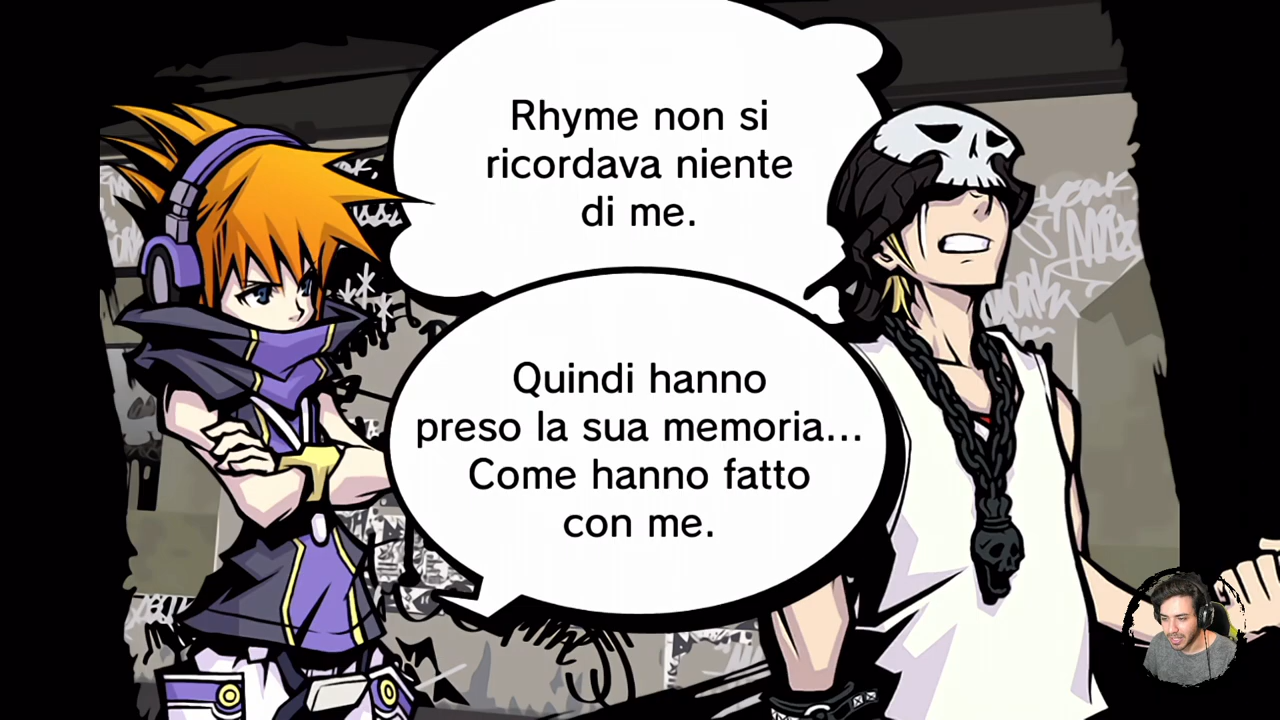 Rhyme non si
ricordava niente
di me.
Quindi hanno
preso la sua memoria...
Come hanno fatto
con me.